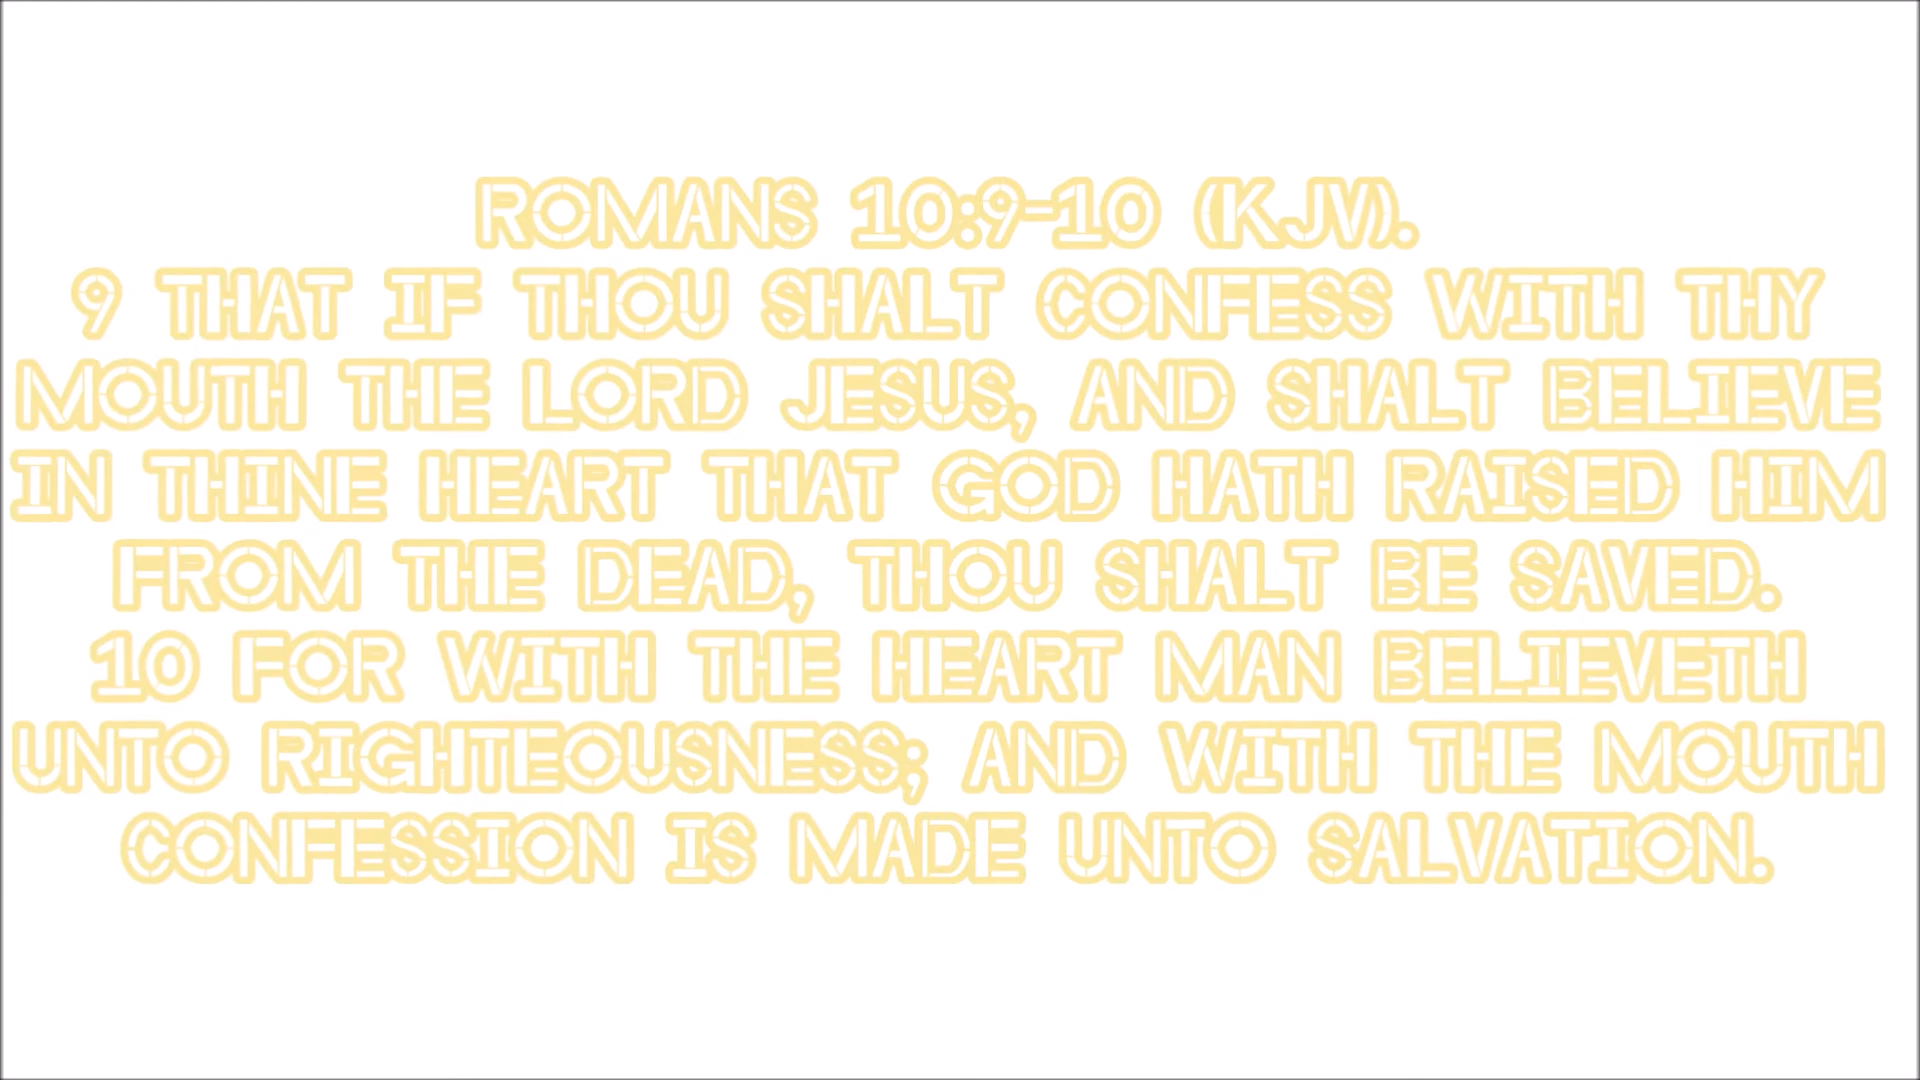 ROMANS 10:9-10 (KJV).
9 THAT IF THOU SHALT CONFESS WITH THY
MOUTH THE LORD JESUS, AND SHALT BELIEVE
IN THINE HEART THAT GOD HATH RAISED HIM
FROM THE DEAD, THOU SHALT BE SAVED.
10 FOR WITH THE HEART MAN BELIEVETH
UNTO RIGHTEOUSNESS; AND WITH THE MOUTH
CONFESSION IS MADE UNTO SALVATION.